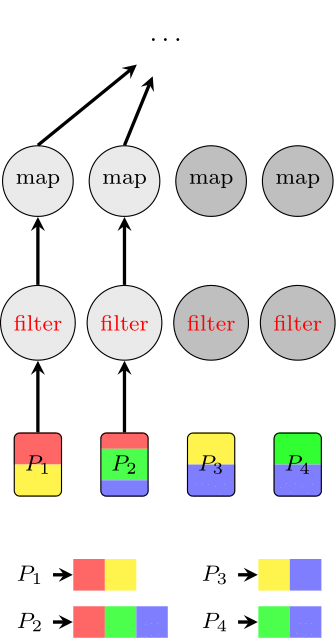 ...
map map map map
filter filter filter filter
P1 P2 P3 P4
P1 P3
P2 P4